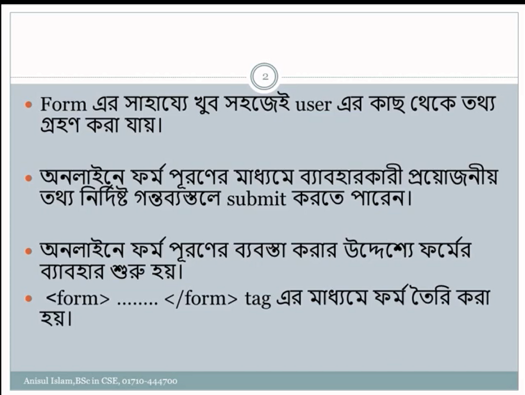 2
• Form এর সাহায্যে খুব সহজেই user এর কাছ থেকে তথ্য
গ্রহণ করা যায়।
• অনলাইনে ফর্ম পূরণের মাধ্যমে ব্যাবহারকারী প্রয়োজনীয়
তথ্য নির্দিষ্ট গন্তব্যস্তলে submit করতে পারেন।
• অনলাইনে ফর্ম পূরণের ব্যবস্তা করার উদ্দেশ্যে ফর্মের
ব্যাবহার শুরু হয়।
• <form> ........ </form> tag এর মাধ্যমে ফর্ম তৈরি করা
হয়।
Anisul Islam,BSc in CSE, 01710-444700